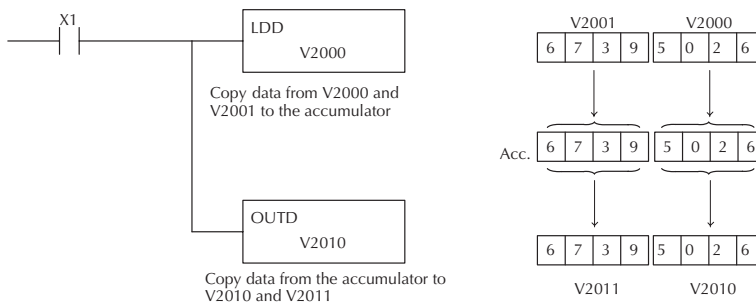 X1
LDD
V2000
Copy data from V2000 and
V2001 to the accumulator
OUTD
V2010
Copy data from the accumulator to
V2010 and V2011
V2001 V2000
6 7 3 9 5 0 2 6
Acc. 6 7 3 9 5 0 2 6
6 7 3 9 5 0 2 6
V2011 V2010